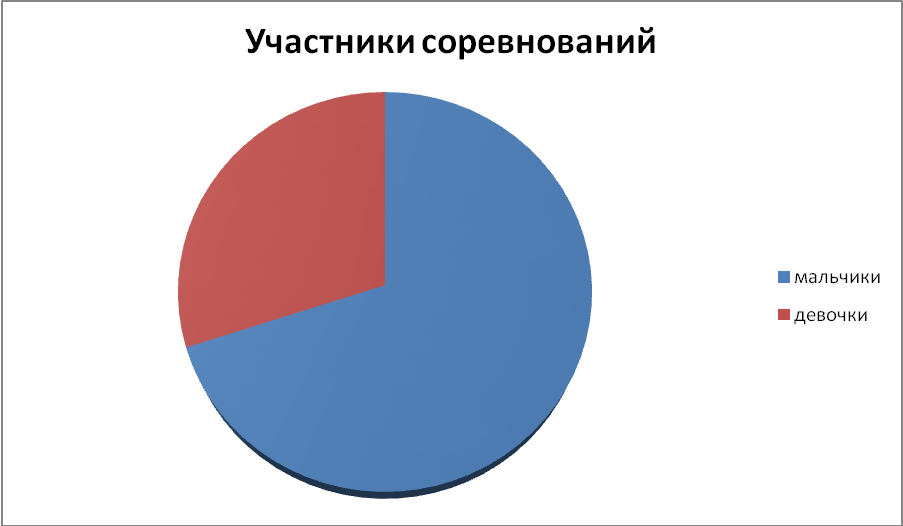 Участники соревнований
мальчики
девочки